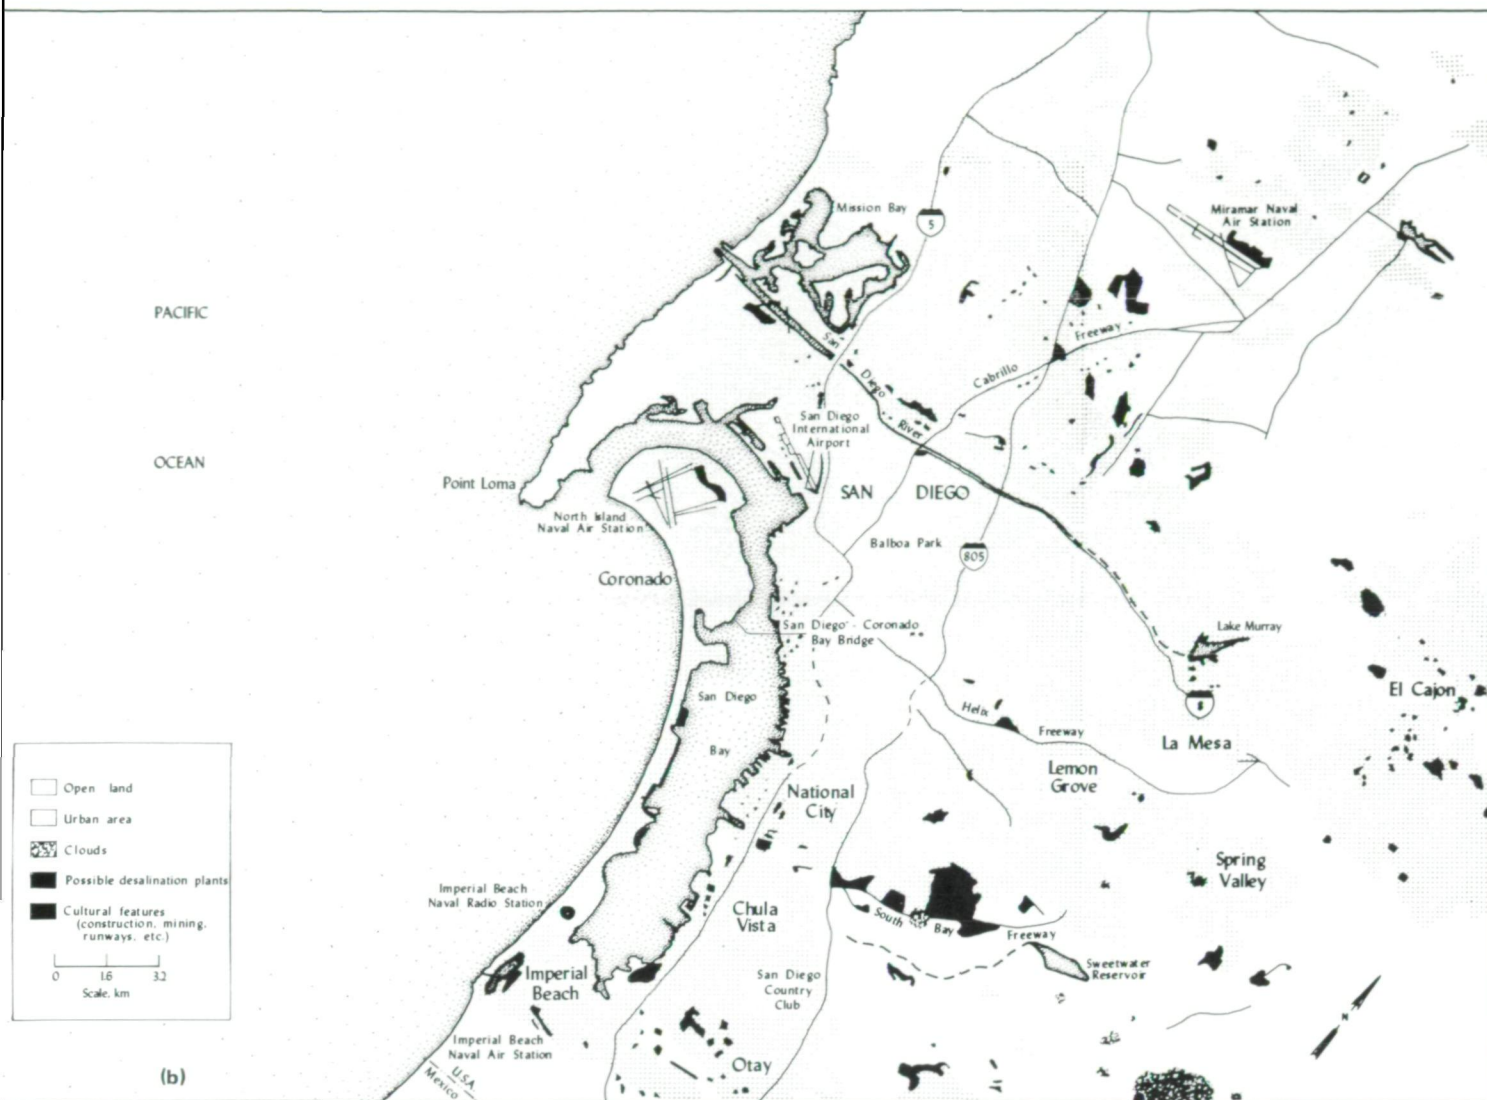 Mission Bay
5
Miramar Naval
Air Station
PACIFIC
OCEAN
San
Diego
River
Cabrillo
Freeway
San Diego
International
Airport
Point Loma
North Island
Naval Air Station
SAN DIEGO
Balboa Park
805
Coronado
San Diego - Coronado
Bay Bridge
Lake Murray
San Diego
Bay
El Cajon
8
La Mesa
Helix
Freeway
Lemon
Grove
National
City
Spring
Valley
Open land
Urban area
Clouds
Possible desalination plants
Cultural features
(construction, mining,
runways, etc.)
0 1.6 3.2
Scale, km
Imperial Beach
Naval Radio Station
Chula
Vista
South Bay Freeway
Sweetwater
Reservoir
Imperial
Beach
San Diego
Country
Club
N
Imperial Beach
Naval Air Station
Otay
U.S.A.
Mexico
(b)